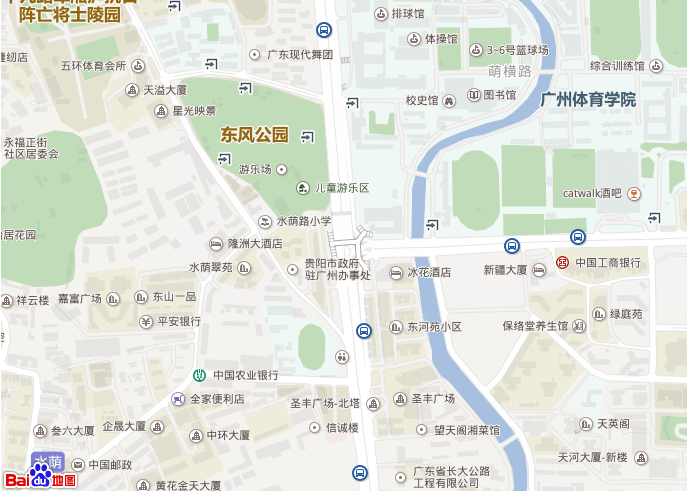 阵亡将士陵园
排球馆
体操馆
广东现代舞团
3~6号篮球场
五环体育会所
综合训练馆
萌横路
天溢大厦
校史馆
图书馆
广州体育学院
星光映景
东风公园
永福正街
社区居委会
游乐场
儿童游乐区
catwalk酒吧
水荫路小学
居花园
隆洲大酒店
水荫翠苑
贵阳市政府
驻广州办事处
冰花酒店
新疆大厦
中国工商银行
祥云楼
嘉富广场
东山一品
绿庭苑
平安银行
东河苑小区
保络堂养生馆
中国农业银行
全家便利店
圣丰广场-北塔
圣丰广场
叁六大厦
企晟大厦
中环大厦
信诚楼
望天阁湘菜馆
天英阁
水荫
中国邮政
天河大厦-新楼
Bai du 地图
黄花金天大厦
广东省长大公路
工程有限公司